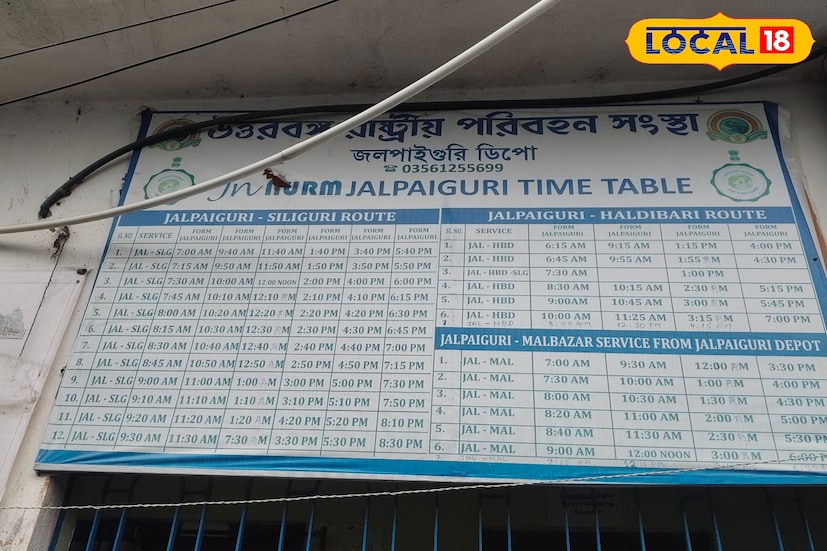 LOCAL 18
উত্তরবঙ্গ রাষ্ট্রীয় পরিবহন সংস্থা
জলপাইগুরি ডিপো
☎ 03561255699
JnNURM JALPAIGURI TIME TABLE
JALPAIGURI - SILIGURI ROUTE
SL.NO. SERVICE FORM JALPAIGURI FORM JALPAIGURI FORM JALPAIGURI FORM JALPAIGURI FORM JALPAIGURI FORM JALPAIGURI
1. JAL - SLG 7:00 AM 9:40 AM 11:40 AM 1:40 PM 3:40 PM 5:40 PM
2. JAL - SLG 7:15 AM 9:50 AM 11:50 AM 1:50 PM 3:50 PM 5:50 PM
3. JAL - SLG 7:30 AM 10:00 AM 12:00 NOON 2:00 PM 4:00 PM 6:00 PM
4. JAL - SLG 7:45 AM 10:10 AM 12:10 PM 2:10 PM 4:10 PM 6:15 PM
5. JAL - SLG 8:00 AM 10:20 AM 12:20 PM 2:20 PM 4:20 PM 6:30 PM
6. JAL - SLG 8:15 AM 10:30 AM 12:30 PM 2:30 PM 4:30 PM 6:45 PM
7. JAL - SLG 8:30 AM 10:40 AM 12:40 PM 2:40 PM 4:40 PM 7:00 PM
8. JAL - SLG 8:45 AM 10:50 AM 12:50 PM 2:50 PM 4:50 PM 7:15 PM
9. JAL - SLG 9:00 AM 11:00 AM 1:00 PM 3:00 PM 5:00 PM 7:30 PM
10. JAL - SLG 9:10 AM 11:10 AM 1:10 PM 3:10 PM 5:10 PM 7:50 PM
11. JAL - SLG 9:20 AM 11:20 AM 1:20 PM 4:20 PM 5:20 PM 8:10 PM
12. JAL - SLG 9:30 AM 11:30 AM 7:30 PM 3:30 PM 5:30 PM 8:30 PM
JALPAIGURI - HALDIBARI ROUTE
SL.NO. SERVICE FORM JALPAIGURI FORM JALPAIGURI FORM JALPAIGURI FORM JALPAIGURI
1. JAL - HBD 6:15 AM 9:15 AM 1:15 PM 4:00 PM
2. JAL - HBD 6:45 AM 9:55 AM 1:55 PM 4:30 PM
3. JAL - HBD -SLG 7:30 AM 1:00 PM
4. JAL - HBD 8:30 AM 10:15 AM 2:30 PM 5:15 PM
5. JAL - HBD 9:00AM 10:45 AM 3:00 PM 5:45 PM
6. JAL - HBD 10:00 AM 11:25 AM 3:15 PM 7:00 PM
7 JAL-HBD 8:00 AM 12:30 PM 4:15 PM
JALPAIGURI - MALBAZAR SERVICE FROM JALPAIGURI DEPOT
1. JAL - MAL 7:00 AM 9:30 AM 12:00 PM 3:30 PM
2. JAL - MAL 7:30 AM 10:00 AM 1:00 PM 4:00 PM
3. JAL - MAL 8:00 AM 10:30 AM 1:30 PM 4:30 PM
4. JAL - MAL 8:20 AM 11:00 AM 2:00 PM 5:00 PM
5. JAL - MAL 8:40 AM 11:30 AM 2:30 PM 5:30 PM
6. JAL - MAL 9:00 AM 12:00 NOON 3:00 PM 6:00 PM
7 JAL-MAL